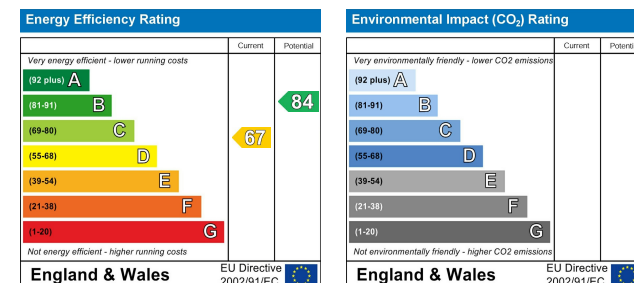 Energy Efficiency Rating
Current Potential
Very energy efficient - lower running costs
(92 plus) A
(81-91) B
84
(69-80) C
67
(55-68) D
(39-54) E
(21-38) F
(1-20) G
Not energy efficient - higher running costs
England & Wales
EU Directive
2002/91/EC
Environmental Impact (CO2) Rating
Current Potenti
Very environmentally friendly - lower CO2 emissions
(92 plus) A
(81-91) B
(69-80) C
(55-68) D
(39-54) E
(21-38) F
(1-20) G
Not environmentally friendly - higher CO2 emissions
England & Wales
EU Directive
2002/91/EC